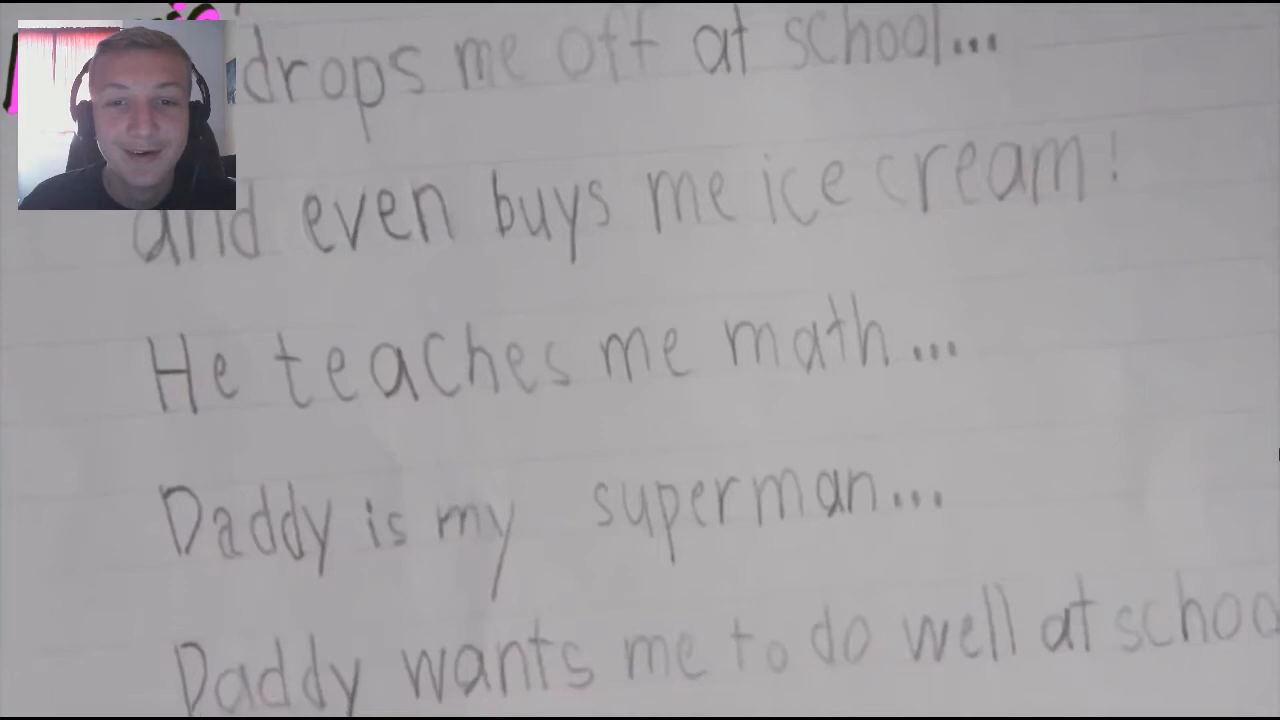 drops me off at school...
and even buys me ice cream!
He teaches me math...
Daddy is my superman...
Daddy wants me to do well at schoo